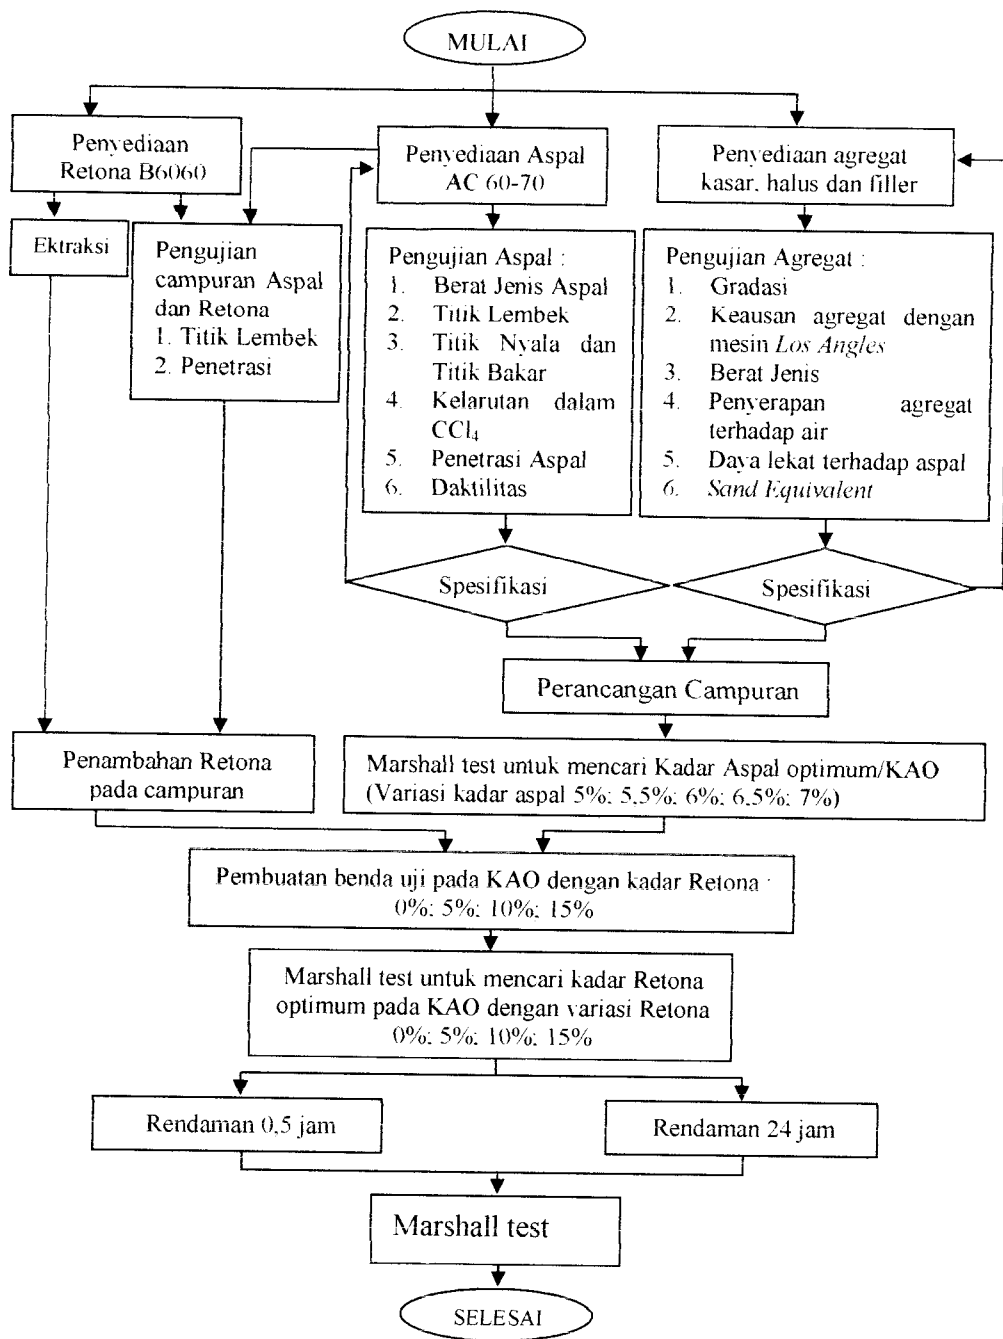 MULAI
Penyediaan
Retona B6060
Penyediaan Aspal
AC 60-70
Penyediaan agregat
kasar, halus dan filler
Ektraksi
Pengujian
campuran Aspal
dan Retona
1. Titik Lembek
2. Penetrasi
Pengujian Aspal :
1. Berat Jenis Aspal
2. Titik Lembek
3. Titik Nyala dan
Titik Bakar
4. Kelarutan dalam
CCl₄
5. Penetrasi Aspal
6. Daktilitas
Pengujian Agregat :
1. Gradasi
2. Keausan agregat dengan
mesin Los Angles
3. Berat Jenis
4. Penyerapan agregat
terhadap air
5. Daya lekat terhadap aspal
6. Sand Equivalent
Spesifikasi
Spesifikasi
Perancangan Campuran
Penambahan Retona
pada campuran
Marshall test untuk mencari Kadar Aspal optimum/KAO
(Variasi kadar aspal 5%; 5,5%; 6%; 6,5%; 7%)
Pembuatan benda uji pada KAO dengan kadar Retona :
0%; 5%; 10%; 15%
Marshall test untuk mencari kadar Retona
optimum pada KAO dengan variasi Retona
0%; 5%; 10%; 15%
Rendaman 0,5 jam
Rendaman 24 jam
Marshall test
SELESAI